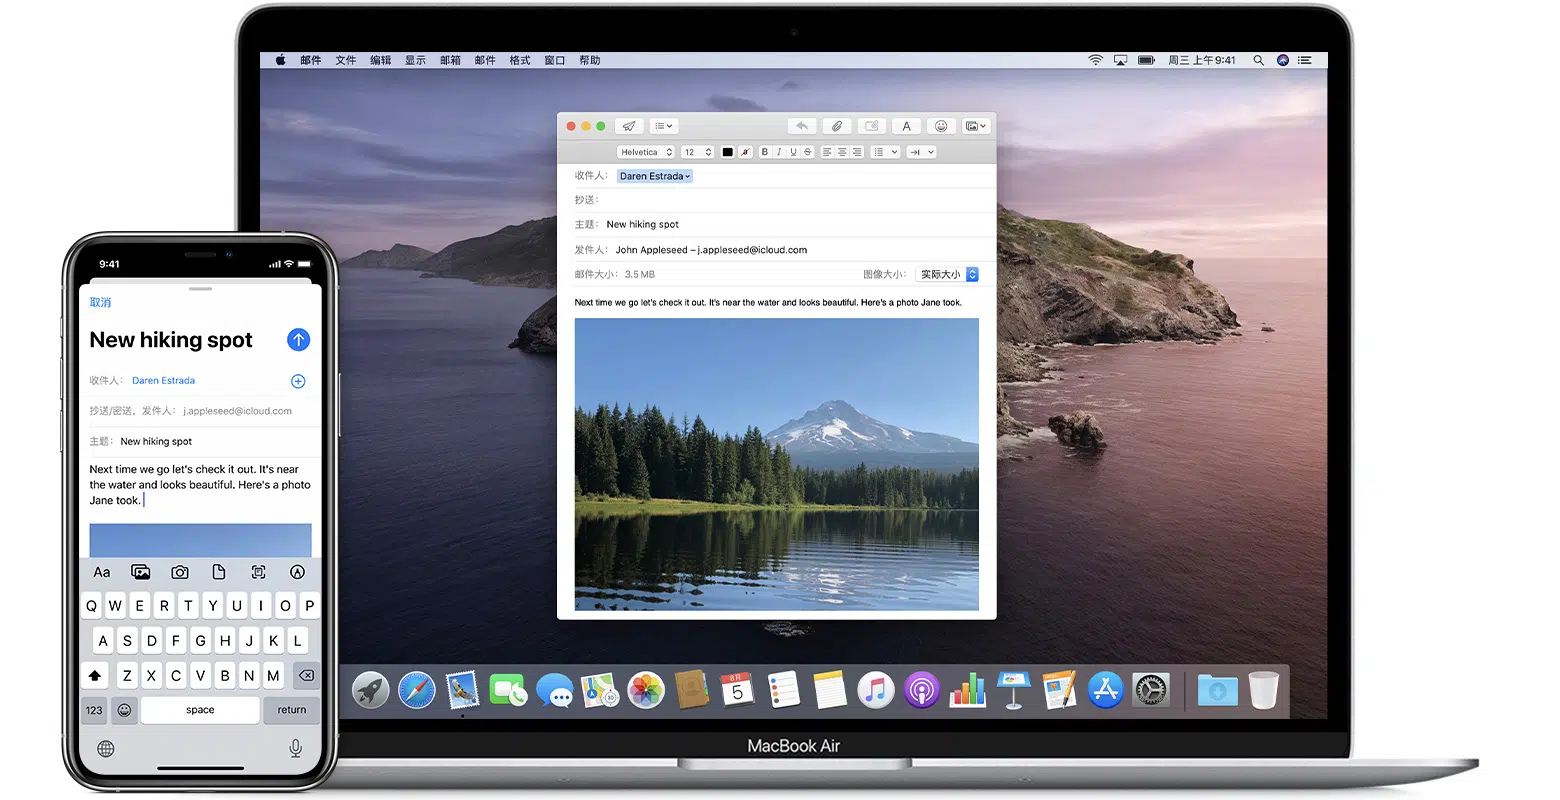 邮件 文件 编辑 显示 邮箱 邮件 格式 窗口 帮助 周三上午9:41
Helvetica 12 B I U S
收件人： Daren Estrada
抄送：
主题： New hiking spot
发件人： John Appleseed – j.appleseed@icloud.com
邮件大小： 3.5 MB 图像大小： 实际大小
Next time we go let's check it out. It's near the water and looks beautiful. Here's a photo Jane took.
8月
5
MacBook Air
9:41
取消
New hiking spot
收件人： Daren Estrada
抄送/密送，发件人： j.appleseed@icloud.com
主题： New hiking spot
Next time we go let's check it out. It's near
the water and looks beautiful. Here's a photo
Jane took.
Aa
Q W E R T Y U I O P
A S D F G H J K L
Z X C V B N M
123 space return